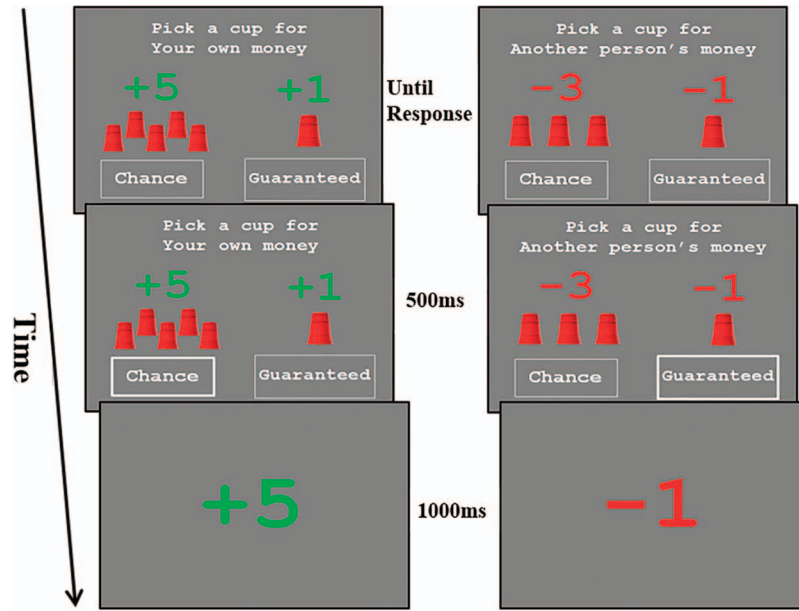 Pick a cup for
Your own money
+5 +1
Chance Guaranteed
Until
Response
Pick a cup for
Another person's money
-3 -1
Chance Guaranteed
Pick a cup for
Your own money
+5 +1
Chance Guaranteed
500ms
Pick a cup for
Another person's money
-3 -1
Chance Guaranteed
Time
+5
1000ms
-1